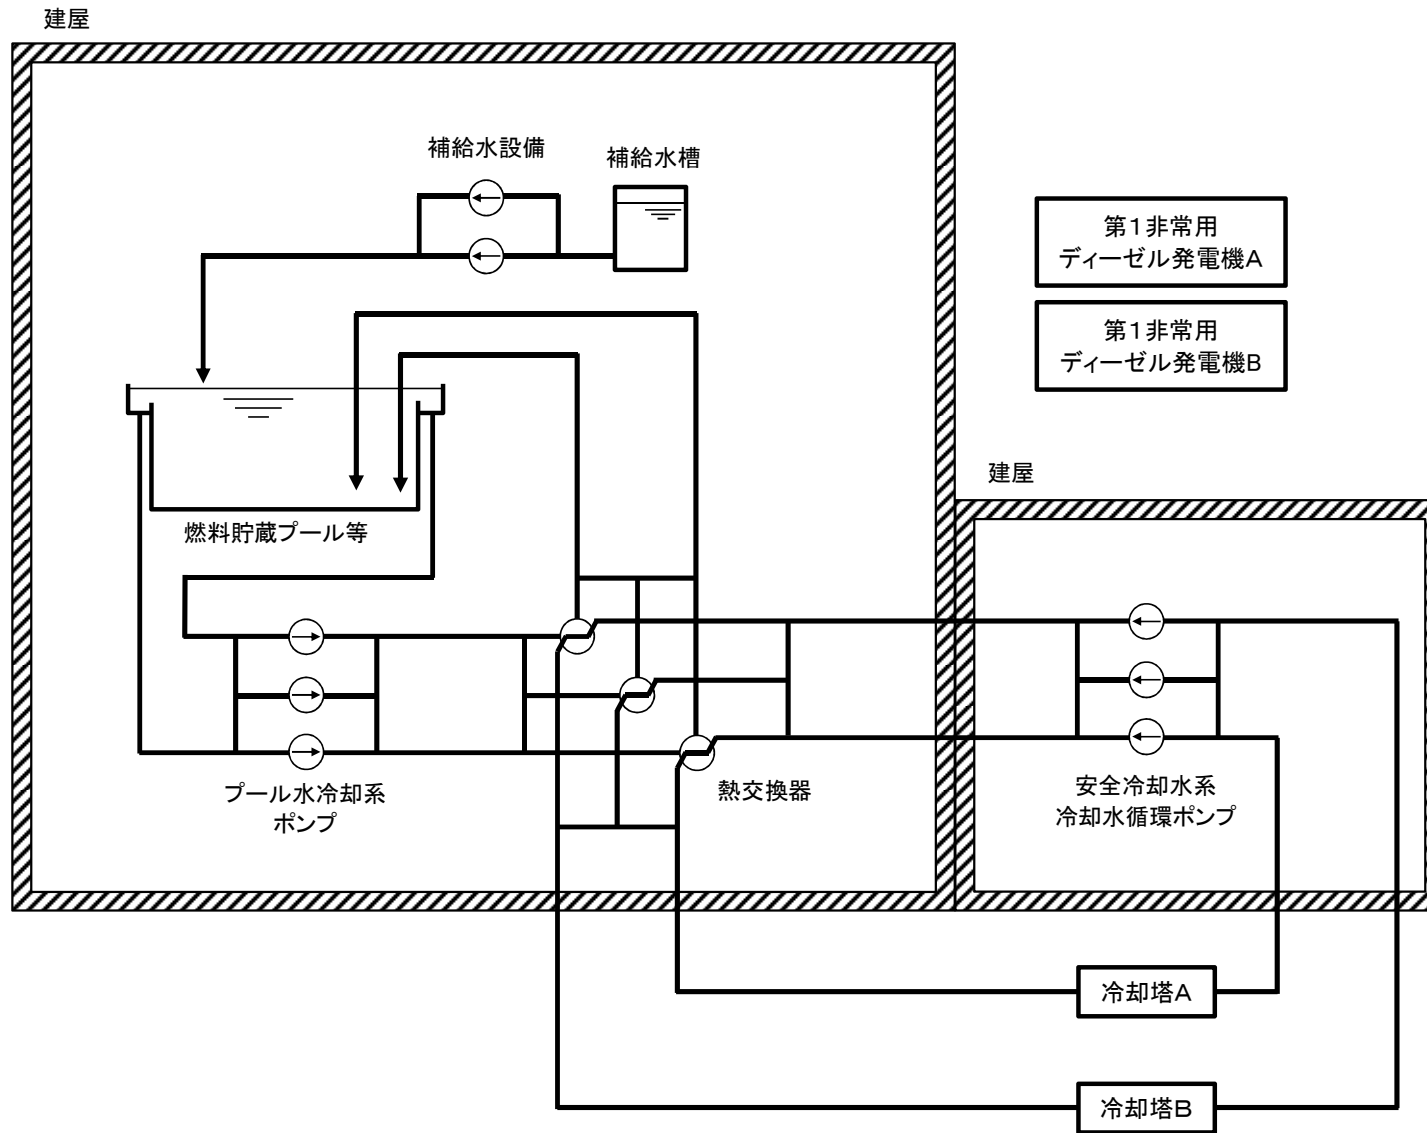 建屋
補給水設備
補給水槽
第1非常用
ディーゼル発電機A
第1非常用
ディーゼル発電機B
建屋
燃料貯蔵プール等
プール水冷却系
ポンプ
熱交換器
安全冷却水系
冷却水循環ポンプ
冷却塔A
冷却塔B